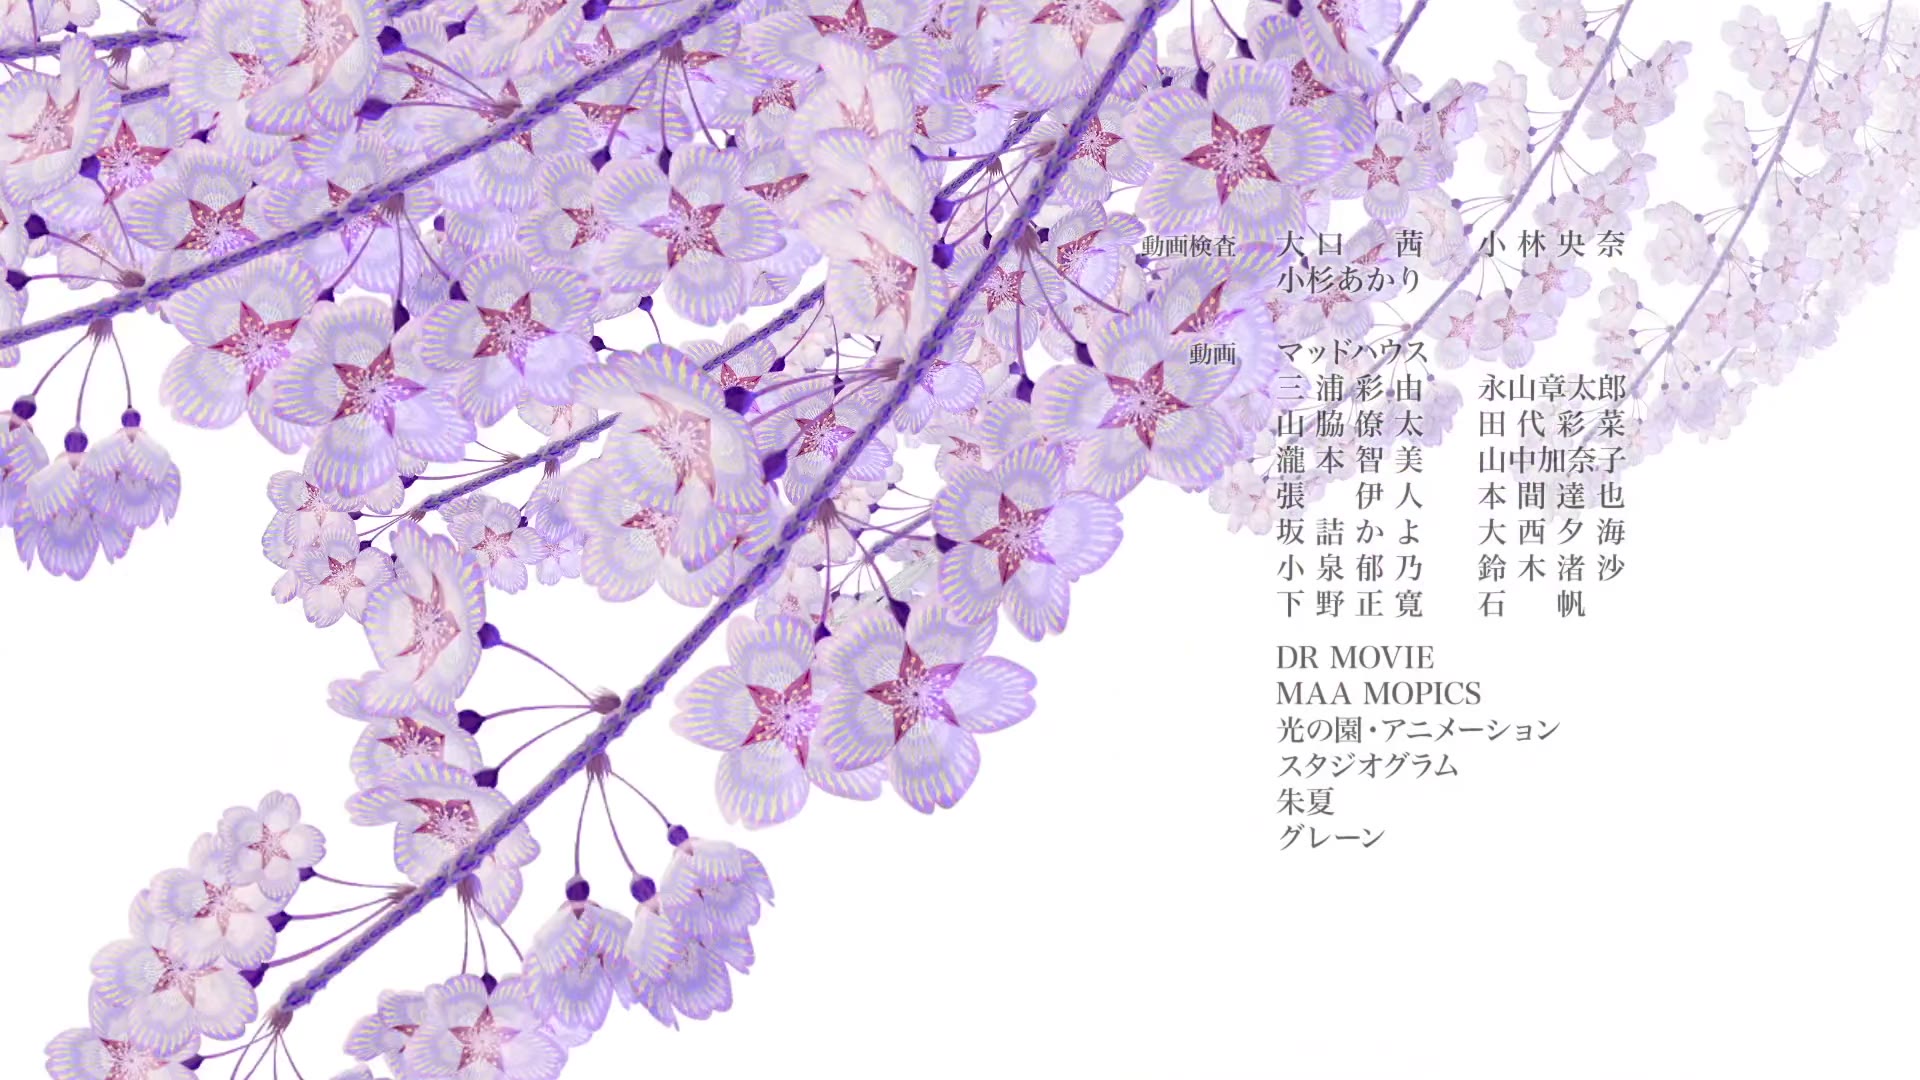 動画検査 大口 茜 小林央奈
小杉あかり
動画 マッドハウス
三浦彩由 永山章太郎
山脇僚太 田代彩菜
瀧本智美 山中加奈子
張 伊人 本間達也
坂詰かよ 大西夕海
小泉郁乃 鈴木渚沙
下野正寛 石 帆
DR MOVIE
MAA MOPICS
光の園・アニメーション
スタジオグラム
朱夏
グレーン